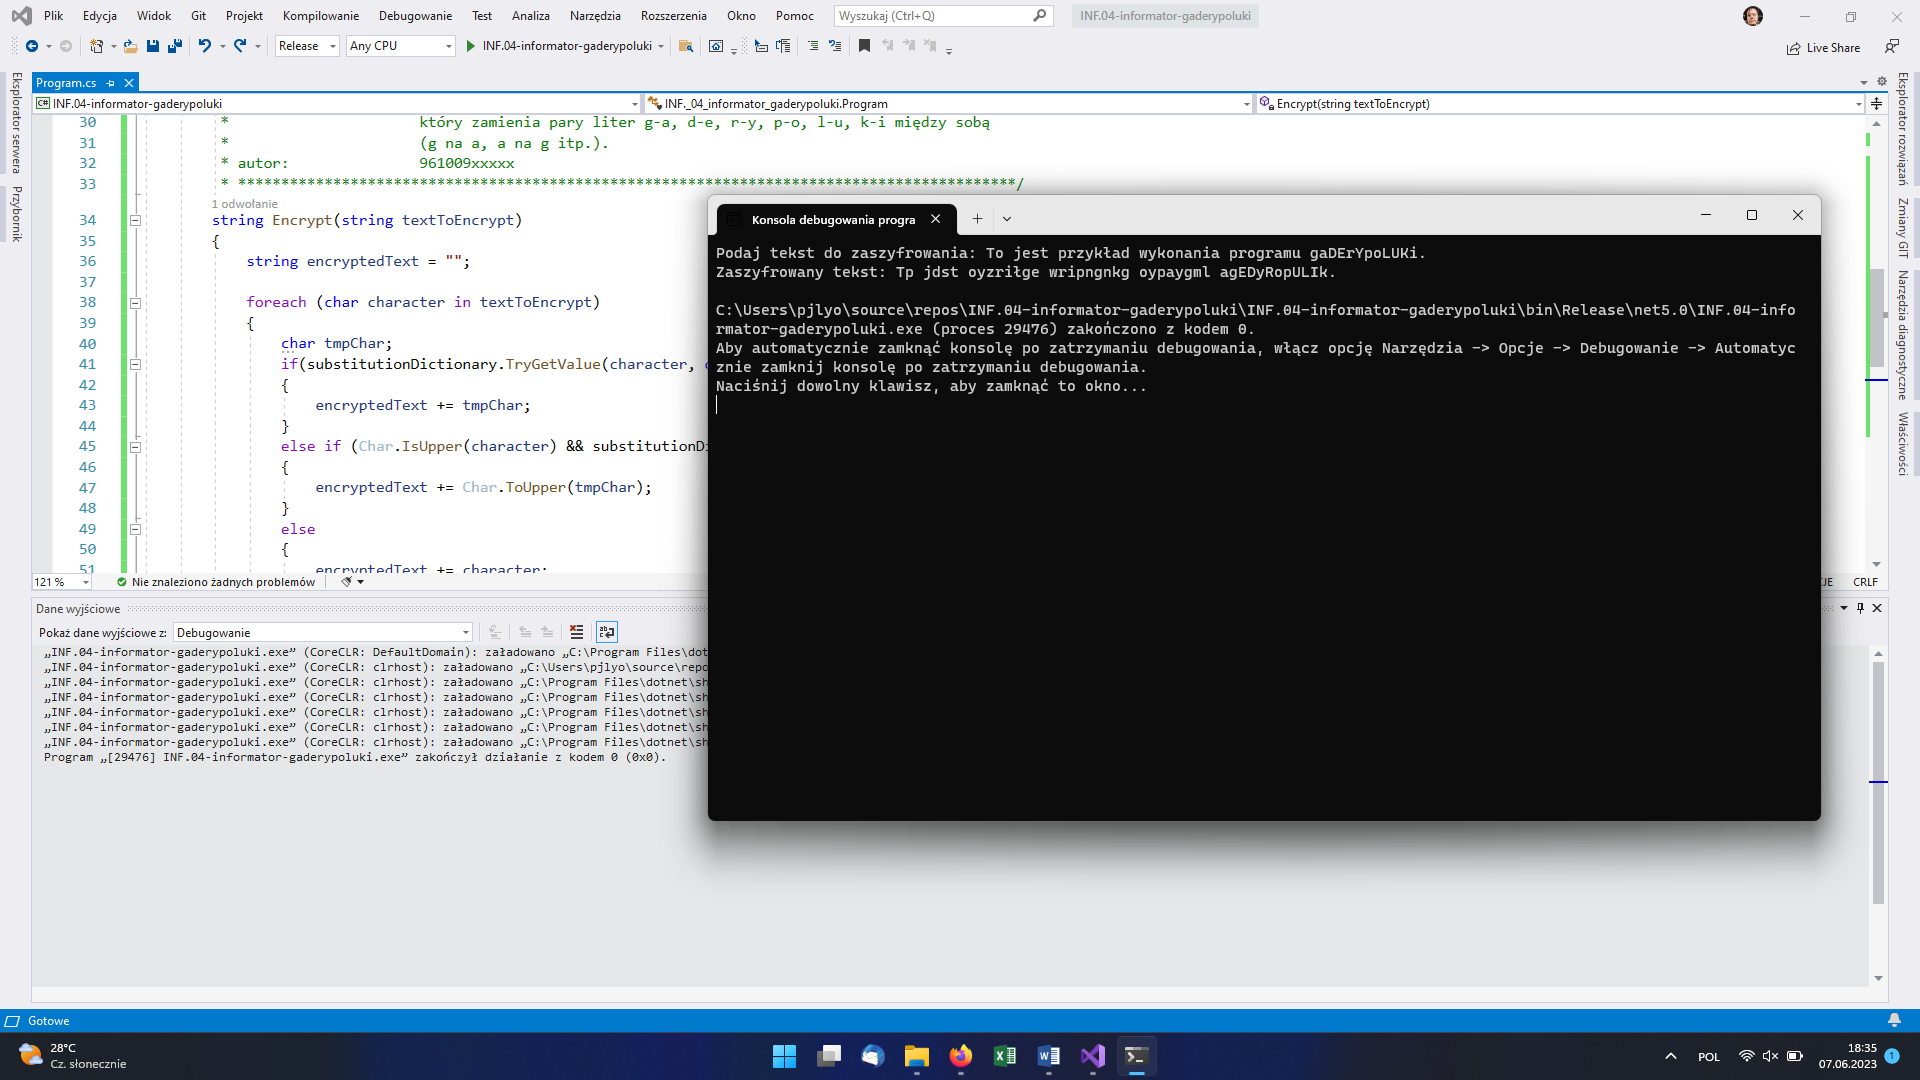 Plik Edycja Widok Git Projekt Kompilowanie Debugowanie Test Analiza Narzędzia Rozszerzenia Okno Pomoc Wyszukaj (Ctrl+Q) INF.04-informator-gaderypoluki
Release Any CPU INF.04-informator-gaderypoluki Live Share
Eksplorator serwera
Przybornik
Program.cs
C# INF.04-informator-gaderypoluki INF._04_informator_gaderypoluki.Program Encrypt(string textToEncrypt)
30 * który zamienia pary liter g-a, d-e, r-y, p-o, l-u, k-i między sobą
31 * (g na a, a na g itp.).
32 * autor: 961009xxxxx
33 * ******************************************************************************************/
1 odwołanie
34 string Encrypt(string textToEncrypt)
35 {
36 string encryptedText = "";
37
38 foreach (char character in textToEncrypt)
39 {
40 char tmpChar;
41 if(substitutionDictionary.TryGetValue(character,
42 {
43 encryptedText += tmpChar;
44 }
45 else if (Char.IsUpper(character) && substitutionDi
46 {
47 encryptedText += Char.ToUpper(tmpChar);
48 }
49 else
50 {
51 encryptedText += character;
121 % Nie znaleziono żadnych problemów CRLF
Konsola debugowania progra
Podaj tekst do zaszyfrowania: To jest przykład wykonania programu gaDErYpoLUKi.
Zaszyfrowany tekst: Tp jdst oyzriłge wripngnkg oypaygml agEDyRopULIk.
C:\Users\pjlyo\source\repos\INF.04-informator-gaderypoluki\INF.04-informator-gaderypoluki\bin\Release\net5.0\INF.04-info
rmator-gaderypoluki.exe (proces 29476) zakończono z kodem 0.
Aby automatycznie zamknąć konsolę po zatrzymaniu debugowania, włącz opcję Narzędzia -> Opcje -> Debugowanie -> Automatyc
znie zamknij konsolę po zatrzymaniu debugowania.
Naciśnij dowolny klawisz, aby zamknąć to okno...
Eksplorator rozwiązań
Zmiany GIT
Narzędzia diagnostyczne
Właściwości
Dane wyjściowe
Pokaż dane wyjściowe z: Debugowanie
„INF.04-informator-gaderypoluki.exe” (CoreCLR: DefaultDomain): załadowano „C:\Program Files\dot
„INF.04-informator-gaderypoluki.exe” (CoreCLR: clrhost): załadowano „C:\Users\pjlyo\source\repo
„INF.04-informator-gaderypoluki.exe” (CoreCLR: clrhost): załadowano „C:\Program Files\dotnet\sh
„INF.04-informator-gaderypoluki.exe” (CoreCLR: clrhost): załadowano „C:\Program Files\dotnet\sh
„INF.04-informator-gaderypoluki.exe” (CoreCLR: clrhost): załadowano „C:\Program Files\dotnet\sh
„INF.04-informator-gaderypoluki.exe” (CoreCLR: clrhost): załadowano „C:\Program Files\dotnet\sh
„INF.04-informator-gaderypoluki.exe” (CoreCLR: clrhost): załadowano „C:\Program Files\dotnet\sh
Program „[29476] INF.04-informator-gaderypoluki.exe” zakończył działanie z kodem 0 (0x0).
Gotowe
28°C
Cz. słonecznie
POL
18:35
07.06.2023
1